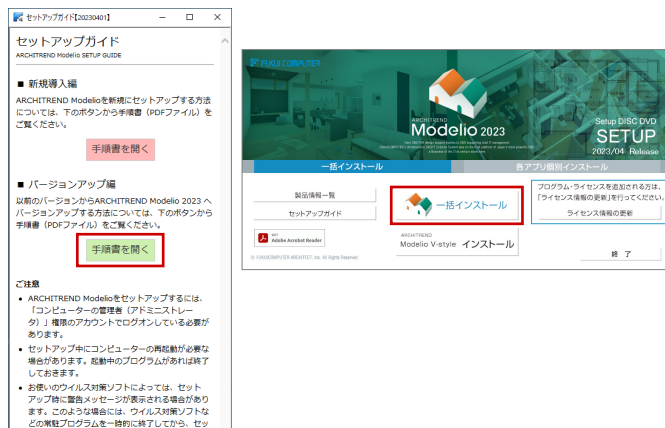 セットアップガイド【20230401】
セットアップガイド
ARCHITREND Modelio SETUP GUIDE
■ 新規導入編
ARCHITREND Modelioを新規にセットアップする方法
については、下のボタンから手順書（PDFファイル）を
ご覧ください。
手順書を開く
■ バージョンアップ編
以前のバージョンからARCHITREND Modelio 2023 へ
バージョンアップする方法については、下のボタンから
手順書（PDFファイル）をご覧ください。
手順書を開く
ご注意
• ARCHITREND Modelioをセットアップするには、
「コンピューターの管理者（アドミニストレー
タ）」権限のアカウントでログオンしている必要が
あります。
• セットアップ中にコンピューターの再起動が必要な
場合があります。起動中のプログラムがあれば終了
しておきます。
• お使いのウイルス対策ソフトによっては、セット
アップ時に警告メッセージが表示される場合があり
ます。このような場合には、ウイルス対策ソフトな
どの常駐プログラムを一時的に終了してから、セッ
FUKUI COMPUTER
ARCHITREND
Modelio 2023
Setup DISC DVD
SETUP
2023/04 Release
一括インストール
各アプリ個別インストール
製品情報一覧
セットアップガイド
GET
Adobe Acrobat Reader
© FUKUICOMPUTER ARCHITECT, Inc. All Rights Reserved.
一括インストール
ARCHITREND
Modelio V-style インストール
プログラム・ライセンスを追加される方は、
「ライセンス情報の更新」を行ってください。
ライセンス情報の更新
終 了